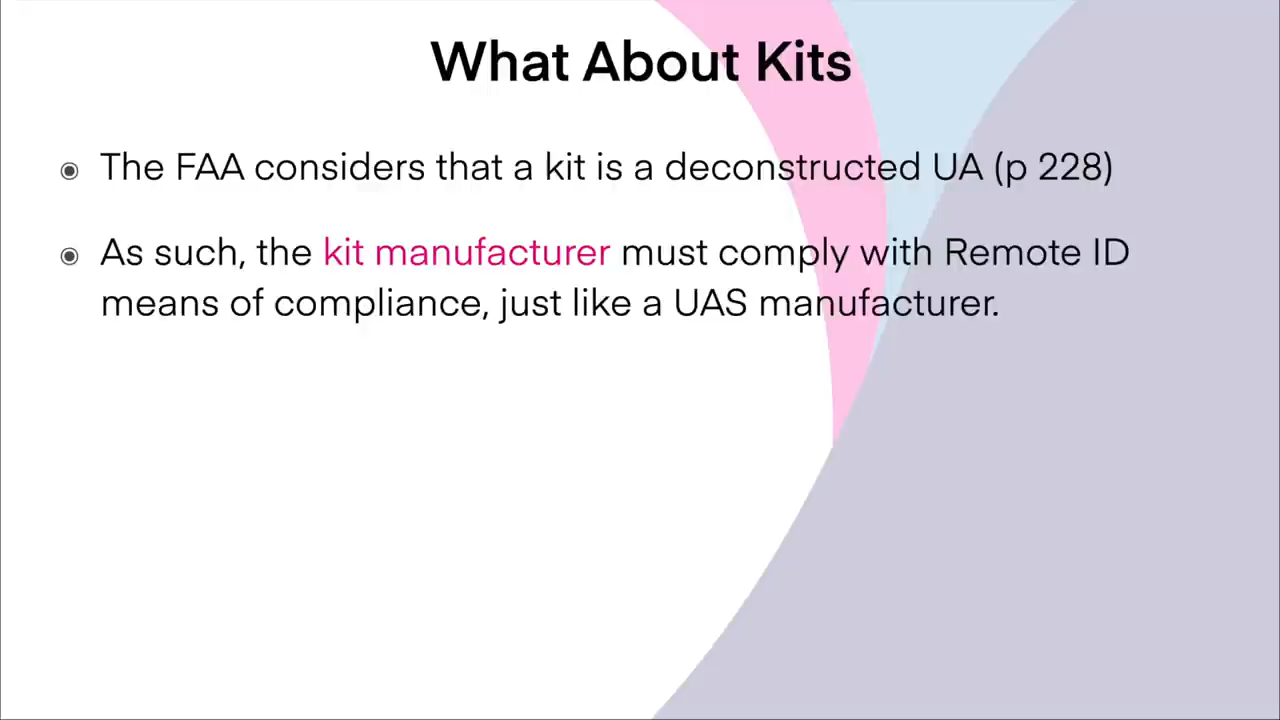 What About Kits
The FAA considers that a kit is a deconstructed UA (p 228)
As such, the kit manufacturer must comply with Remote ID
means of compliance, just like a UAS manufacturer.